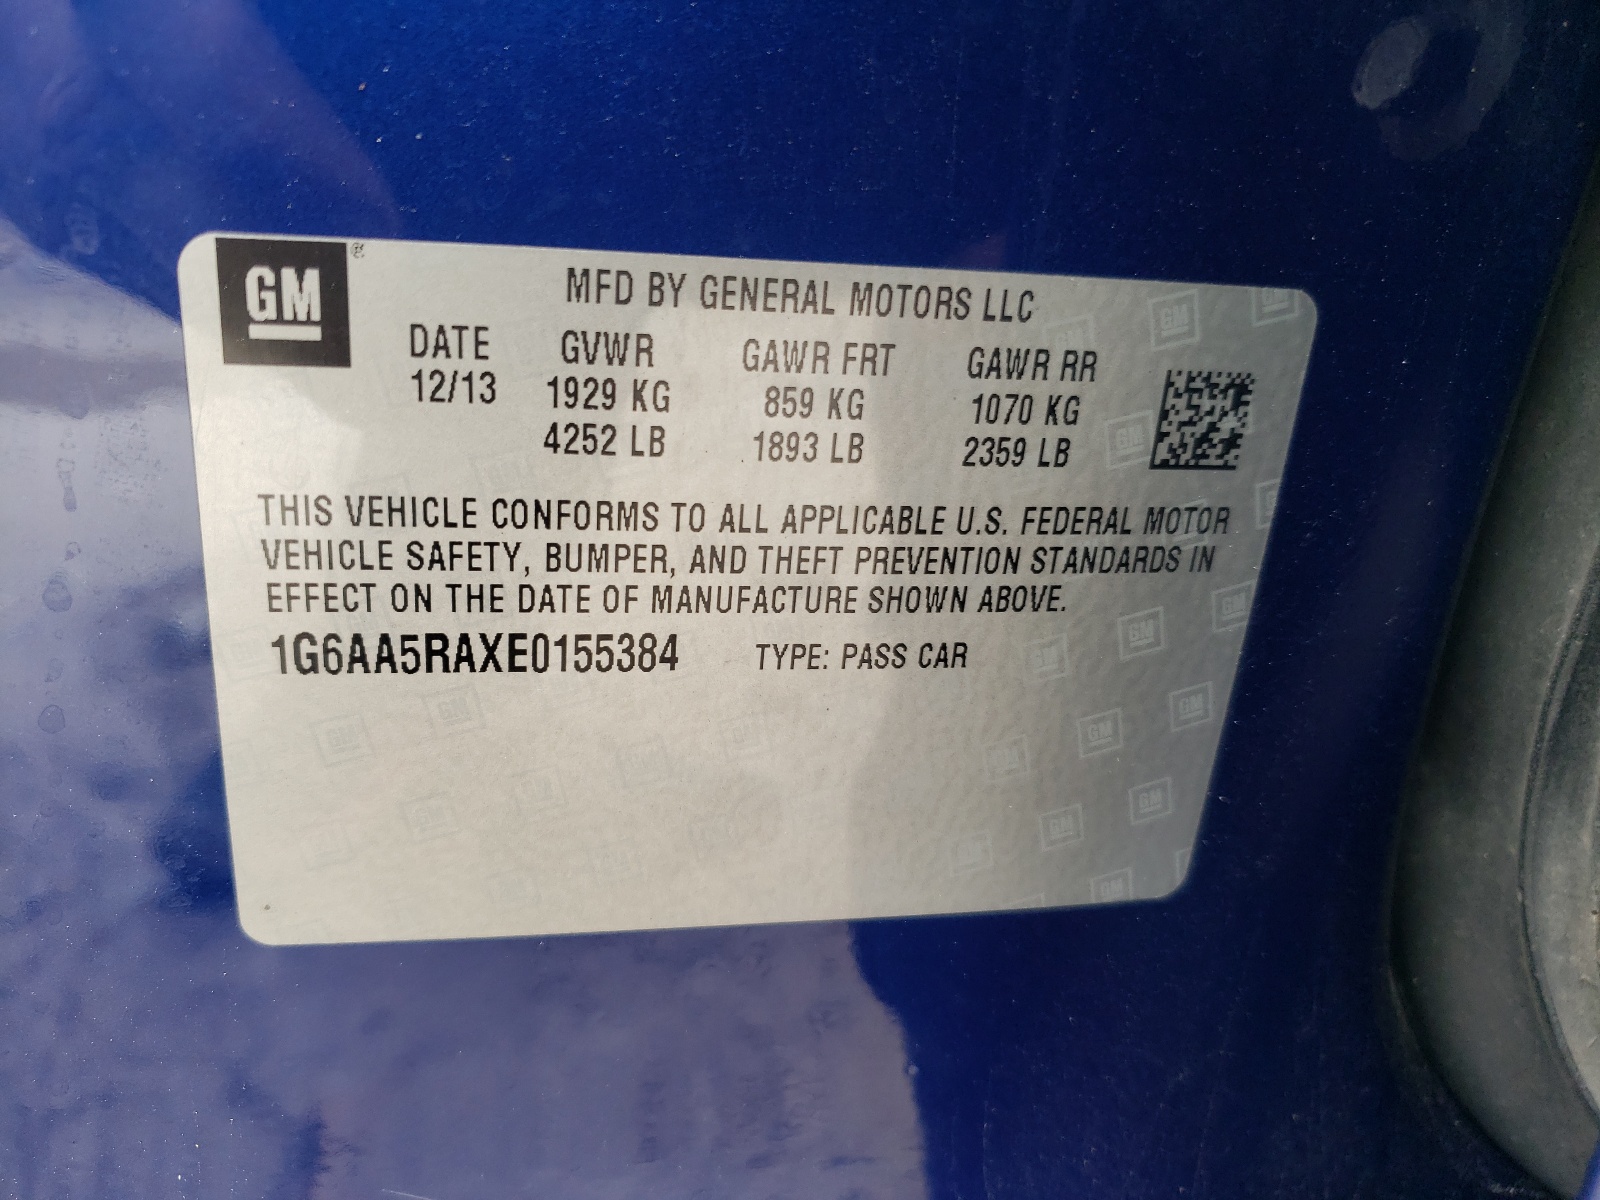 GM®
MFD BY GENERAL MOTORS LLC
DATE GVWR GAWR FRT GAWR RR
12/13 1929 KG 859 KG 1070 KG
4252 LB 1893 LB 2359 LB
THIS VEHICLE CONFORMS TO ALL APPLICABLE U.S. FEDERAL MOTOR
VEHICLE SAFETY, BUMPER, AND THEFT PREVENTION STANDARDS IN
EFFECT ON THE DATE OF MANUFACTURE SHOWN ABOVE.
1G6AA5RAXE0155384 TYPE: PASS CAR